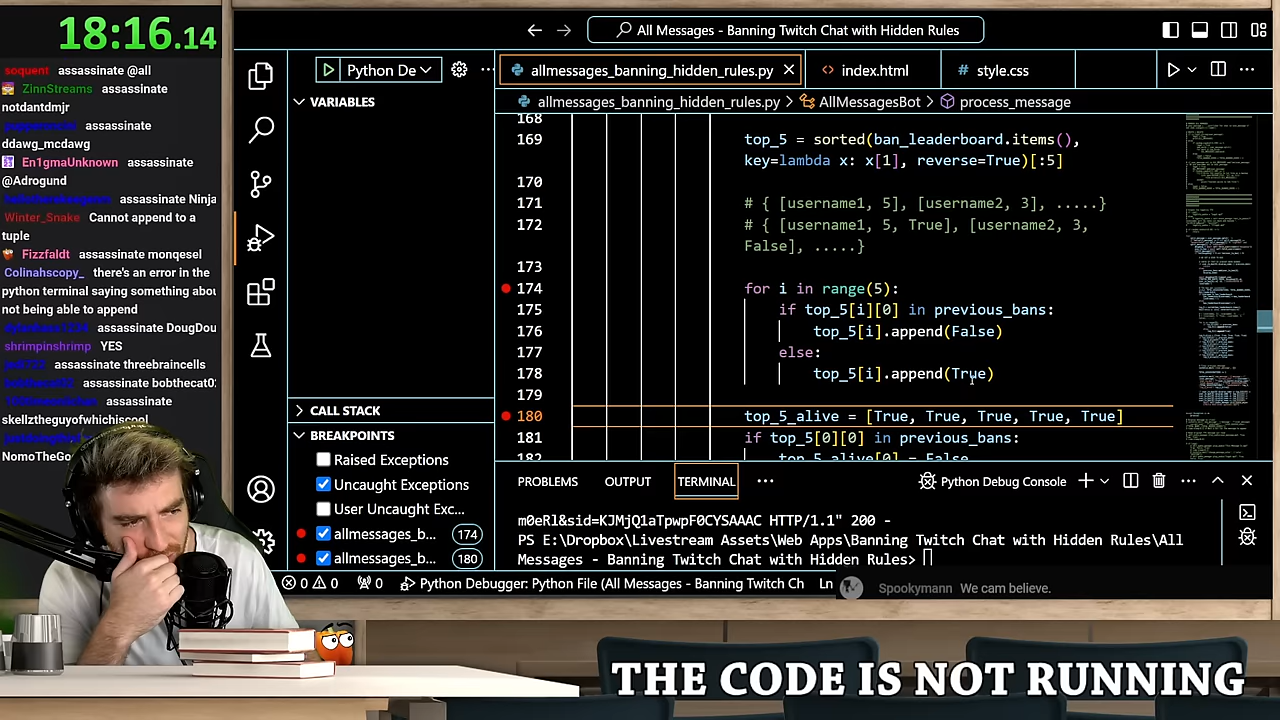 18:16.14
soquent assassinate @all
ZinnStreams assassinate
notdantdmjr
assassinate
ddawg_mcdawg
En1gmaUnknown assassinate
@Adrogund
assassinate Ninja
Winter_Snake Cannot append to a
tuple
Fizzfaldt assassinate monqesel
Colinahscopy_ there's an error in the
python terminal saying something abou
not being able to append
assassinate DougDou
shrimpinshrimp YES
assassinate threebraincells
assassinate bobthecat02
assassinate
skellztheguyofwhichiscool
NomoTheGo
All Messages - Banning Twitch Chat with Hidden Rules
Python De
allmessages_banning_hidden_rules.py
index.html
style.css
VARIABLES
allmessages_banning_hidden_rules.py > AllMessagesBot > process_message
168
169 top_5 = sorted(ban_leaderboard.items(),
key=lambda x: x[1], reverse=True)[:5]
170
171 # { [username1, 5], [username2, 3], .....}
172 # { [username1, 5, True], [username2, 3,
False], .....}
173
174 for i in range(5):
175 if top_5[i][0] in previous_bans:
176 top_5[i].append(False)
177 else:
178 top_5[i].append(True)
179
180 top_5_alive = [True, True, True, True, True]
181 if top_5[0][0] in previous_bans:
182 top_5_alive[0] = False
CALL STACK
BREAKPOINTS
Raised Exceptions
Uncaught Exceptions
User Uncaught Exc...
allmessages_b... 174
allmessages_b... 180
PROBLEMS OUTPUT TERMINAL ... Python Debug Console
m0eRl&sid=KJMjQ1aTpwpF0CYSAAAC HTTP/1.1" 200 -
PS E:\Dropbox\Livestream Assets\Web Apps\Banning Twitch Chat with Hidden Rules\All
Messages - Banning Twitch Chat with Hidden Rules>
0 0 0 Python Debugger: Python File (All Messages - Banning Twitch Ch Ln
Spookymann We cam believe.
THE CODE IS NOT RUNNING